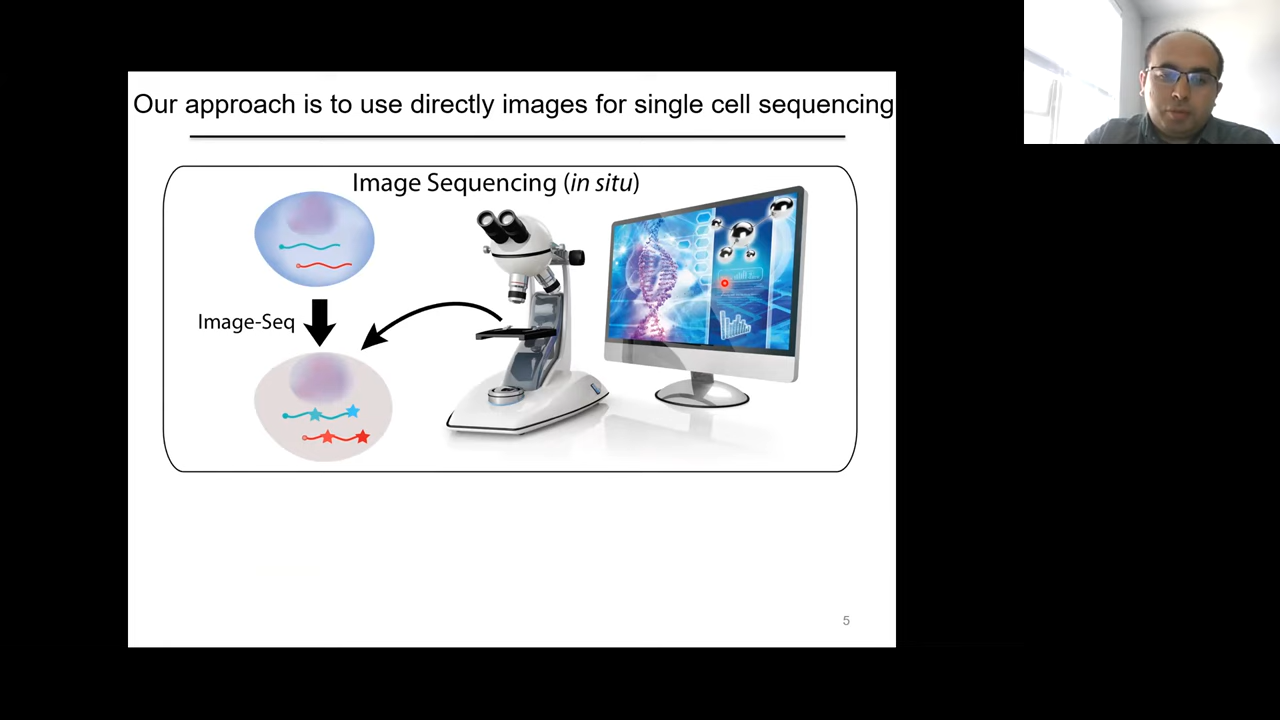 Our approach is to use directly images for single cell sequencing
Image Sequencing (in situ)
Image-Seq
5